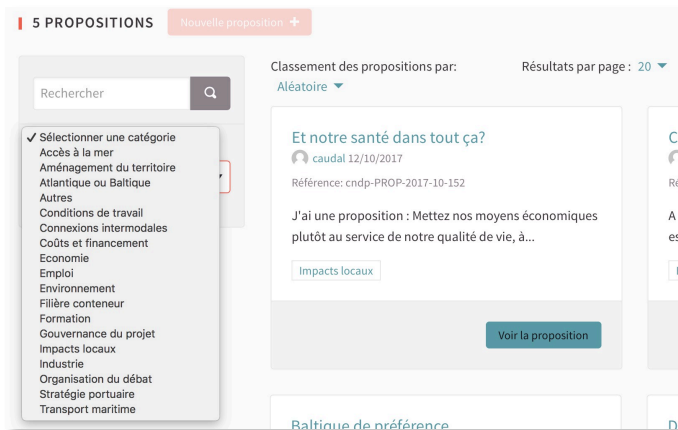 5 PROPOSITIONS
Nouvelle proposition +
Rechercher
✓ Sélectionner une catégorie
Accès à la mer
Aménagement du territoire
Atlantique ou Baltique
Autres
Conditions de travail
Connexions intermodales
Coûts et financement
Economie
Emploi
Environnement
Filière conteneur
Formation
Gouvernance du projet
Impacts locaux
Industrie
Organisation du débat
Stratégie portuaire
Transport maritime
Classement des propositions par:
Aléatoire
Résultats par page : 20
Et notre santé dans tout ça?
caudal 12/10/2017
Référence: cndp-PROP-2017-10-152
J'ai une proposition : Mettez nos moyens économiques
plutôt au service de notre qualité de vie, à...
Impacts locaux
Voir la proposition
Baltique de préférence
C
Ré
A
es
D